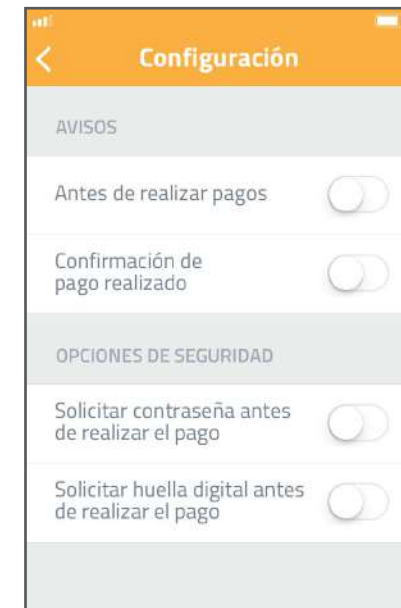 Configuración
AVISOS
Antes de realizar pagos
Confirmación de
pago realizado
OPCIONES DE SEGURIDAD
Solicitar contraseña antes
de realizar el pago
Solicitar huella digital antes
de realizar el pago